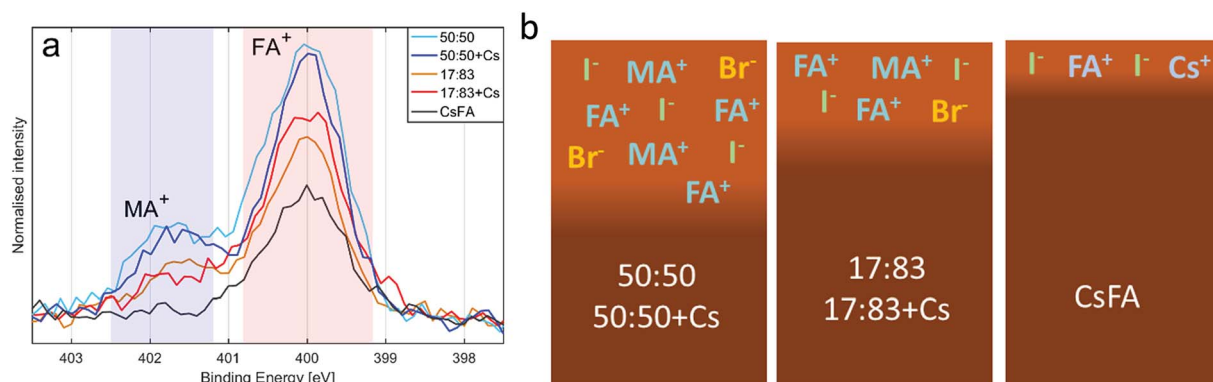 a
MA⁺
FA⁺
50:50
50:50+Cs
17:83
17:83+Cs
CsFA
Normalised intensity
403 402 401 400 399 398
Binding Energy [eV]
b
I⁻ MA⁺ Br⁻
FA⁺ I⁻ FA⁺
Br⁻ MA⁺ I⁻
FA⁺
50:50
50:50+Cs
FA⁺ MA⁺ I⁻
I⁻ FA⁺ Br⁻
17:83
17:83+Cs
I⁻ FA⁺ I⁻ Cs⁺
CsFA